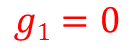 g₁ = 0